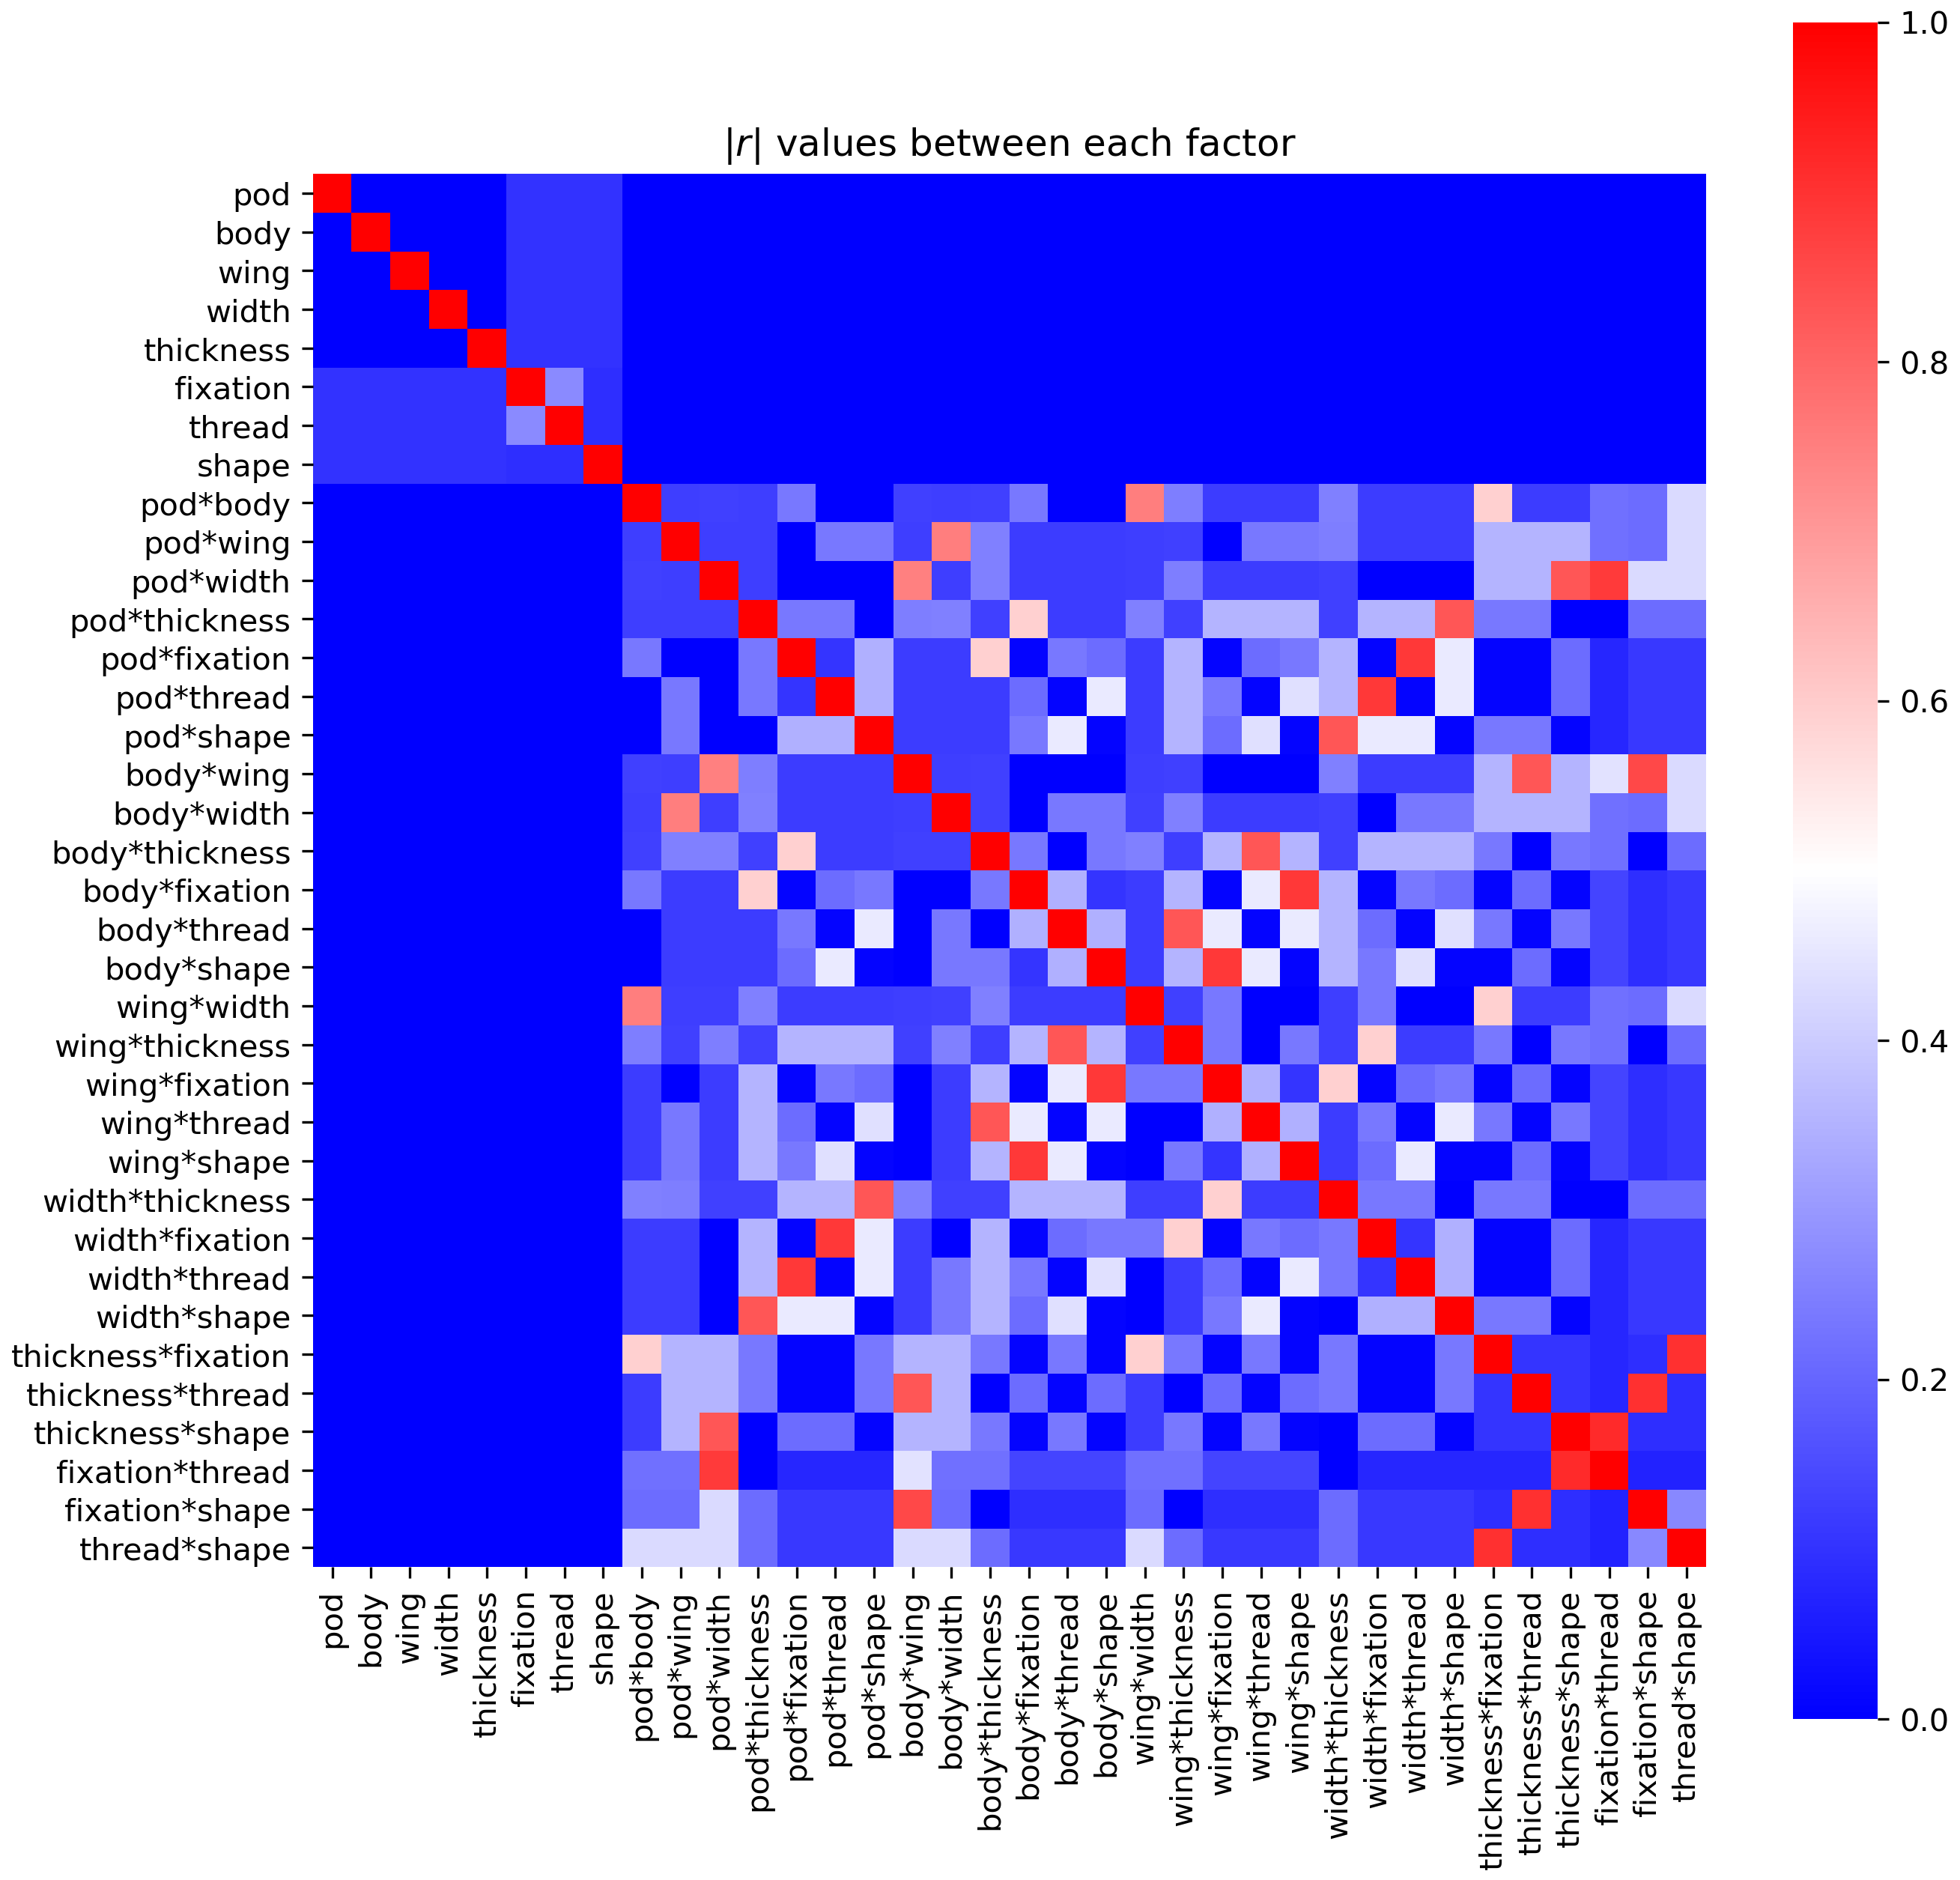 |r| values between each factor
pod
body
wing
width
thickness
fixation
thread
shape
pod*body
pod*wing
pod*width
pod*thickness
pod*fixation
pod*thread
pod*shape
body*wing
body*width
body*thickness
body*fixation
body*thread
body*shape
wing*width
wing*thickness
wing*fixation
wing*thread
wing*shape
width*thickness
width*fixation
width*thread
width*shape
thickness*fixation
thickness*thread
thickness*shape
fixation*thread
fixation*shape
thread*shape
pod
body
wing
width
thickness
fixation
thread
shape
pod*body
pod*wing
pod*width
pod*thickness
pod*fixation
pod*thread
pod*shape
body*wing
body*width
body*thickness
body*fixation
body*thread
body*shape
wing*width
wing*thickness
wing*fixation
wing*thread
wing*shape
width*thickness
width*fixation
width*thread
width*shape
thickness*fixation
thickness*thread
thickness*shape
fixation*thread
fixation*shape
thread*shape
1.0
0.8
0.6
0.4
0.2
0.0